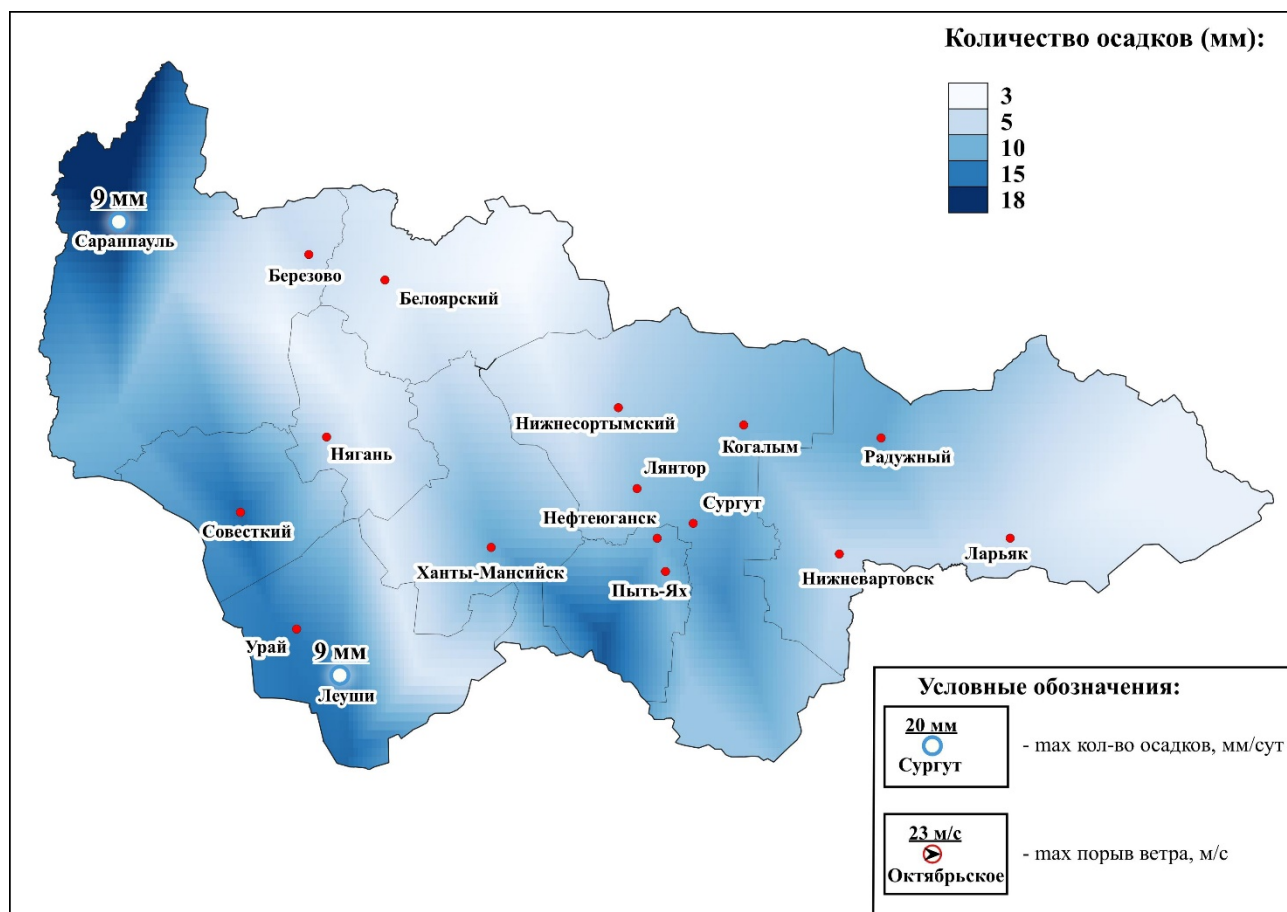 Количество осадков (мм):
3
5
10
15
18
9 мм
Саранпауль
Березово
Белоярский
Нижнесортымский
Когалым
Радужный
Нягань
Лянтор
Сургут
Нефтеюганск
Совесткий
Ханты-Мансийск
Пыть-Ях
Нижневартовск
Ларьяк
Урай
9 мм
Леуши
Условные обозначения:
20 мм
Сургут
- max кол-во осадков, мм/сут
23 м/с
Октябрьское
- max порыв ветра, м/с